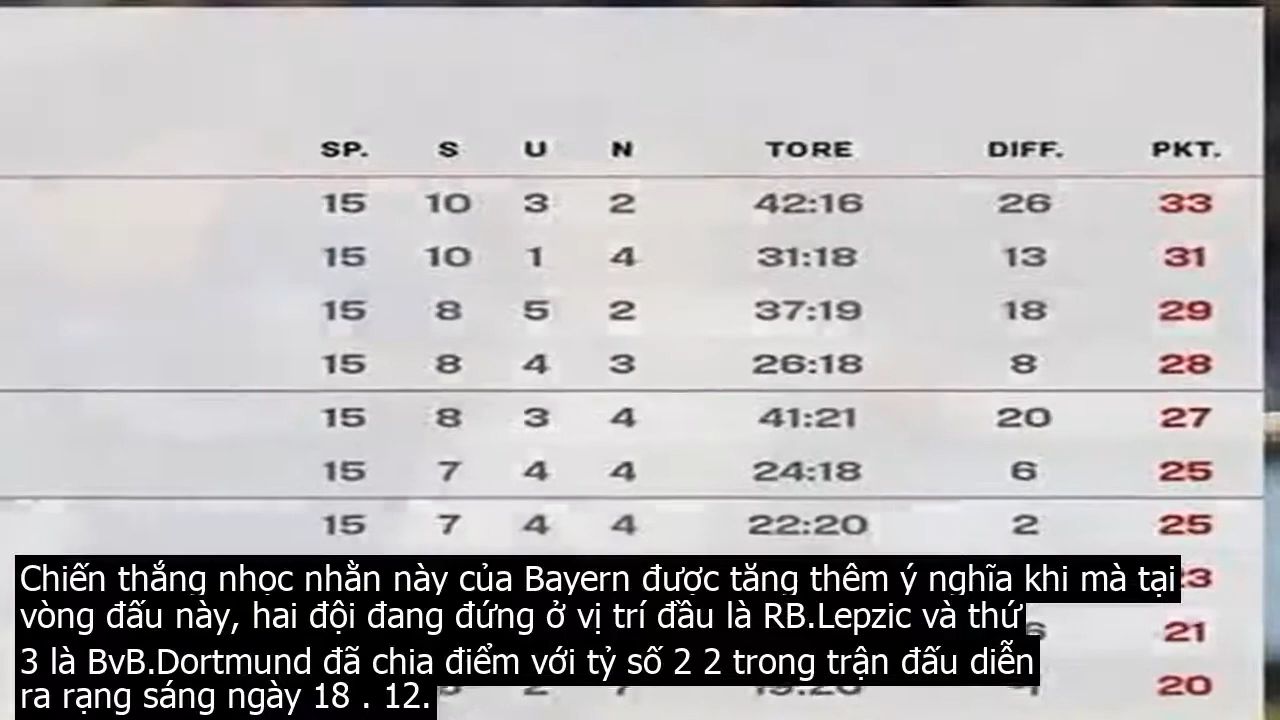 SP. S U N TORE DIFF. PKT.
15 10 3 2 42:16 26 33
15 10 1 4 31:18 13 31
15 8 5 2 37:19 18 29
15 8 4 3 26:18 8 28
15 8 3 4 41:21 20 27
15 7 4 4 24:18 6 25
15 7 4 4 22:20 2 25
21
20
Chiến thắng nhọc nhằn này của Bayern được tăng thêm ý nghĩa khi mà tại
vòng đấu này, hai đội đang đứng ở vị trí đầu là RB.Lepzic và thứ
3 là BvB.Dortmund đã chia điểm với tỷ số 2 2 trong trận đấu diễn
ra rạng sáng ngày 18 . 12.